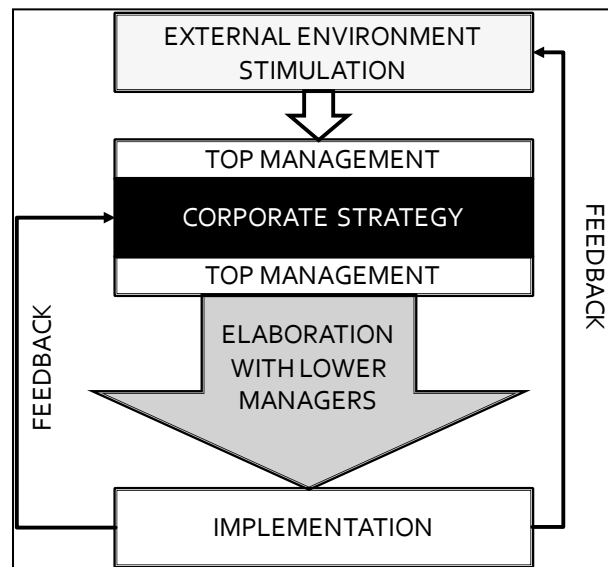 EXTERNAL ENVIRONMENT
STIMULATION
TOP MANAGEMENT
CORPORATE STRATEGY
TOP MANAGEMENT
ELABORATION
WITH LOWER
MANAGERS
IMPLEMENTATION
FEEDBACK
FEEDBACK